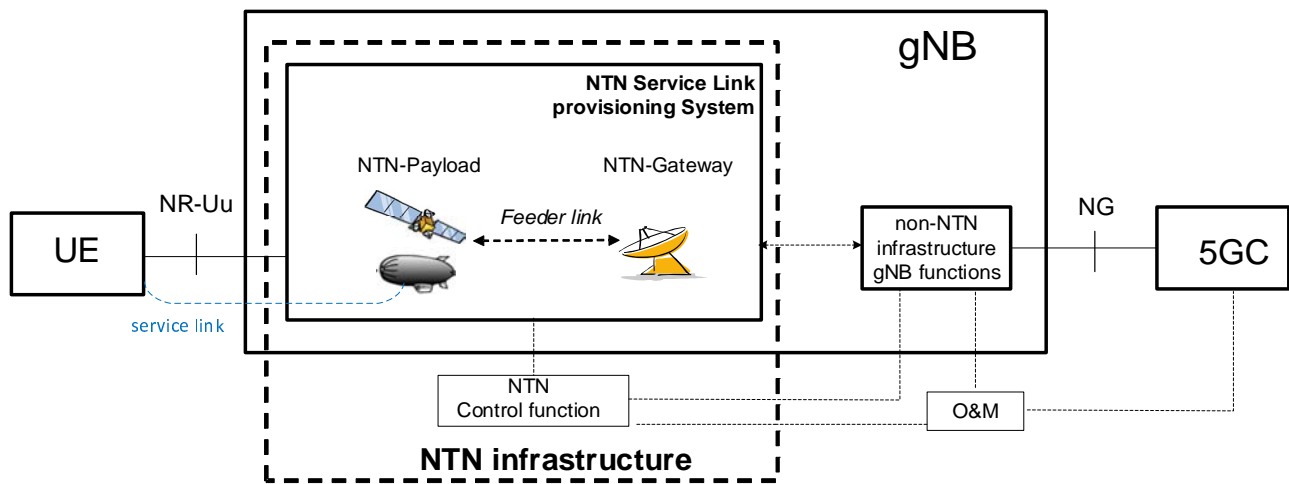 gNB
NTN Service Link
provisioning System
NTN-Payload
NTN-Gateway
NR-Uu
Feeder link
NG
UE
non-NTN
infrastructure
gNB functions
5GC
service link
NTN
Control function
O&M
NTN infrastructure